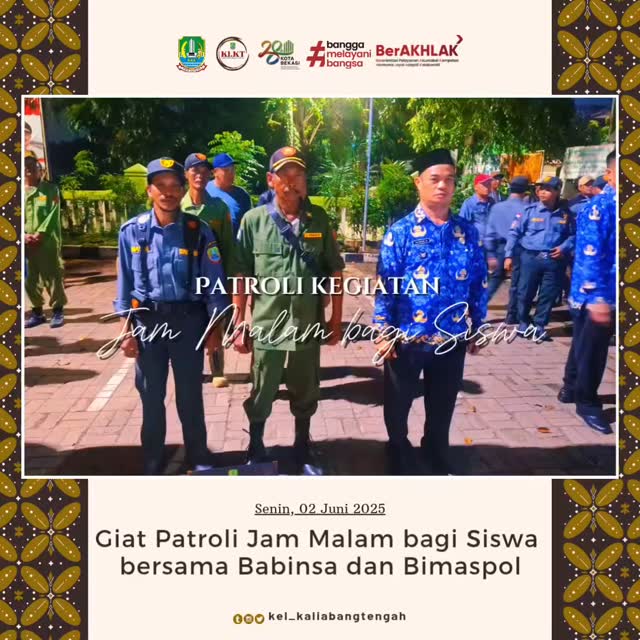 KLKT
28
KOTA
BEKASI
#bangga
melayani
bangsa
BerAKHLAK
PATROLI KEGIATAN
Jam Malam bagi Siswa
Senin, 02 Juni 2025
Giat Patroli Jam Malam bagi Siswa
bersama Babinsa dan Bimaspol
kel_kaliabangtengah